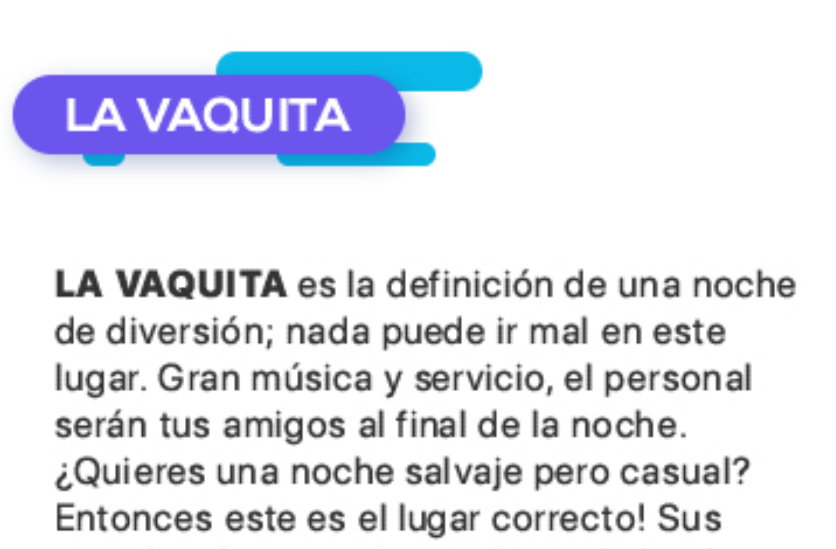 LA VAQUITA
LA VAQUITA es la definición de una noche
de diversión; nada puede ir mal en este
lugar. Gran música y servicio, el personal
serán tus amigos al final de la noche.
¿Quieres una noche salvaje pero casual?
Entonces este es el lugar correcto! Sus